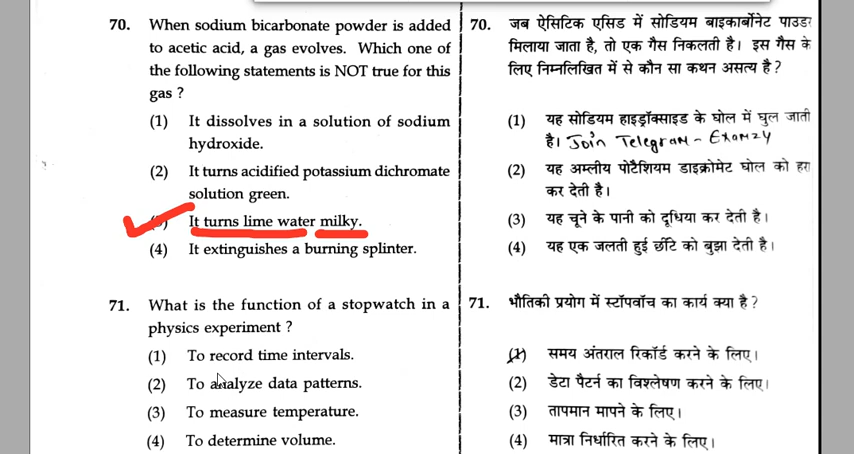 70. When sodium bicarbonate powder is added
to acetic acid, a gas evolves. Which one of
the following statements is NOT true for this
gas ?
(1) It dissolves in a solution of sodium
hydroxide.
(2) It turns acidified potassium dichromate
solution green.
It turns lime water milky.
(4) It extinguishes a burning splinter.
71. What is the function of a stopwatch in a
physics experiment ?
(1) To record time intervals.
(2) To analyze data patterns.
(3) To measure temperature.
(4) To determine volume.
70. जब ऐसिटिक एसिड में सोडियम बाइकार्बोनेट पाउडर
मिलाया जाता है, तो एक गैस निकलती है। इस गैस के
लिए निम्नलिखित में से कौन सा कथन असत्य है ?
(1) यह सोडियम हाइड्रॉक्साइड के घोल में घुल जाती
है। Join Telegram - Examzy
(2) यह अम्लीय पोटैशियम डाइक्रोमेट घोल को हरा
कर देती है।
(3) यह चूने के पानी को दूधिया कर देती है।
(4) यह एक जलती हुई छींटे को बुझा देती है।
71. भौतिकी प्रयोग में स्टॉपवॉच का कार्य क्या है ?
(1) समय अंतराल रिकॉर्ड करने के लिए।
(2) डेटा पैटर्न का विश्लेषण करने के लिए।
(3) तापमान मापने के लिए।
(4) मात्रा निर्धारित करने के लिए।